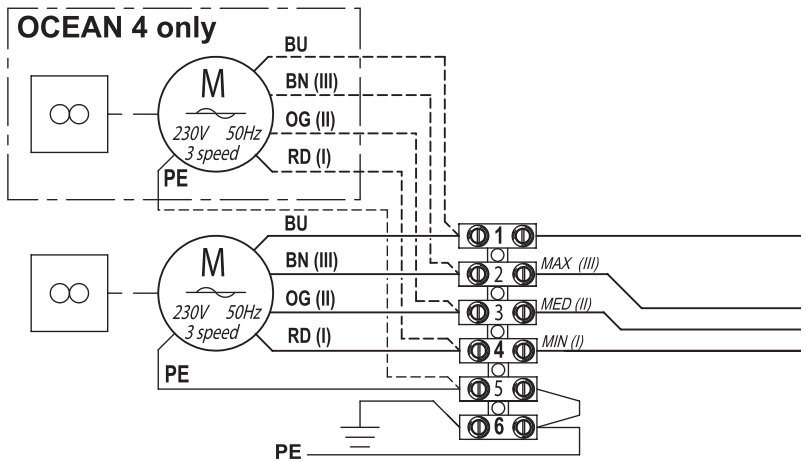 OCEAN 4 only
BU
M
BN (III)
OG (II)
230V 50Hz
3 speed
RD (I)
PE
BU
1
M
BN (III)
2
MAX (III)
OG (II)
230V 50Hz
3
MED (II)
3 speed
RD (I)
4
MIN (I)
PE
5
6
PE